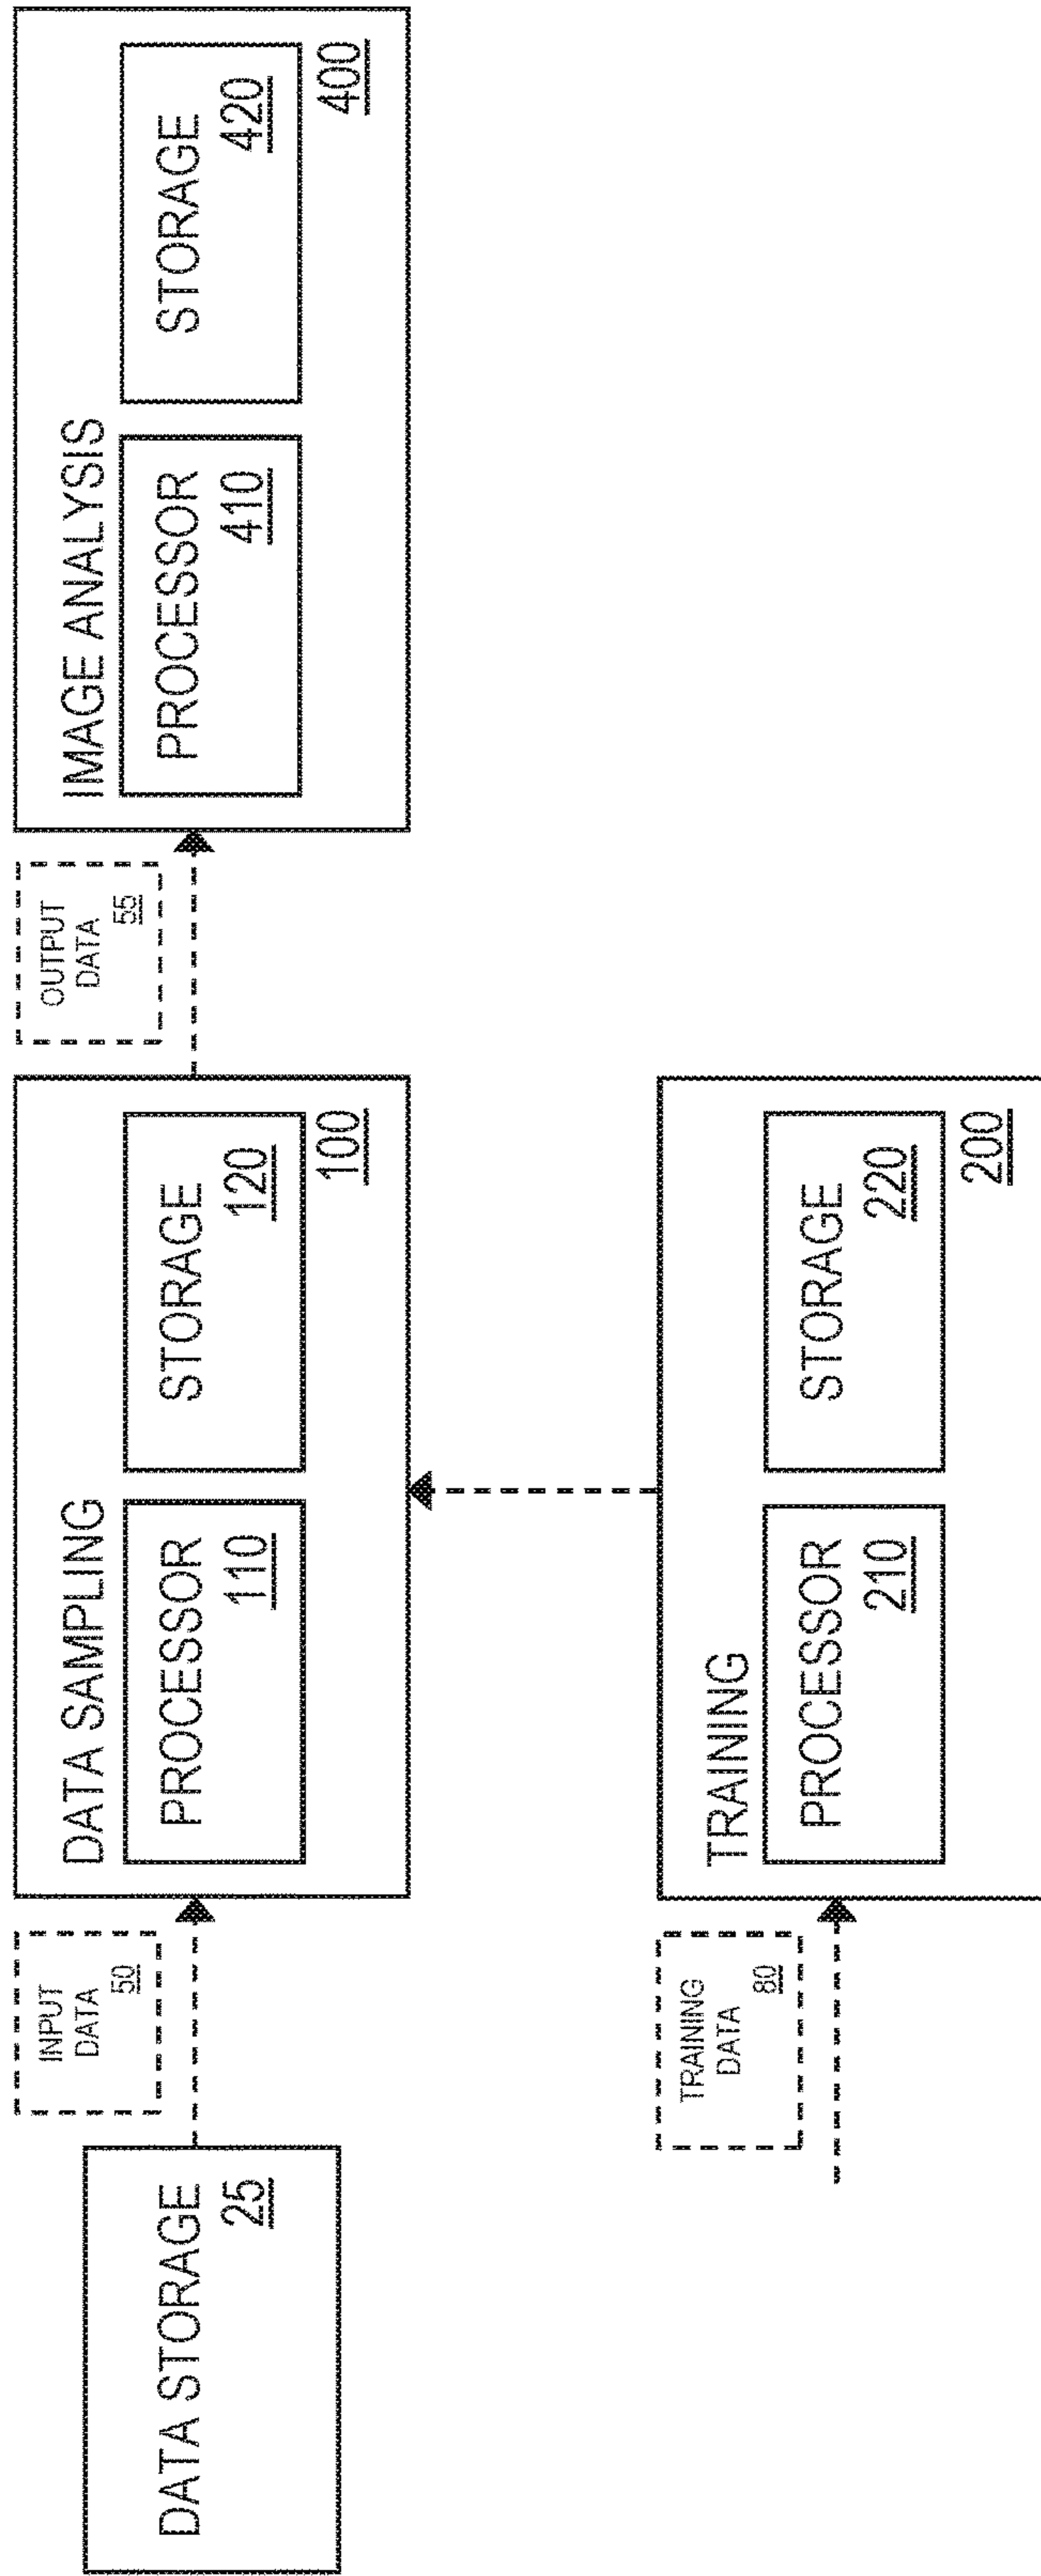 DATA STORAGE
25
INPUT
DATA
50
DATA SAMPLING
PROCESSOR
110
STORAGE
120
100
OUTPUT
DATA
55
IMAGE ANALYSIS
PROCESSOR
410
STORAGE
420
400
TRAINING
DATA
80
TRAINING
PROCESSOR
210
STORAGE
220
200